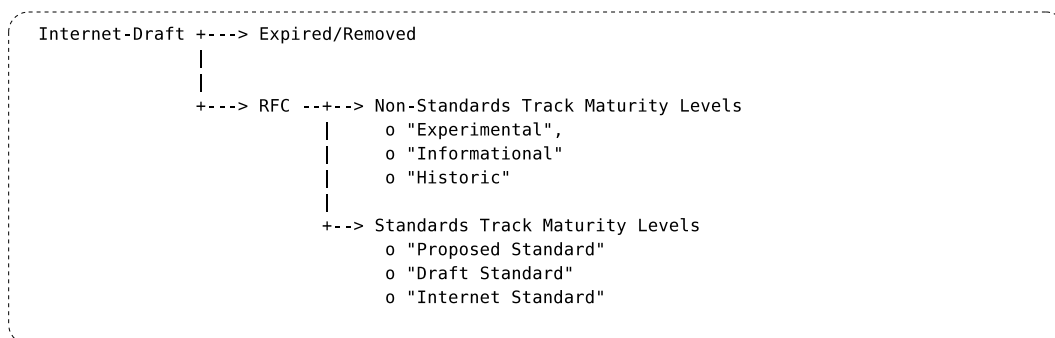 Internet-Draft +---> Expired/Removed
|
|
+---> RFC --+--> Non-Standards Track Maturity Levels
| o "Experimental",
| o "Informational"
| o "Historic"
|
+--> Standards Track Maturity Levels
o "Proposed Standard"
o "Draft Standard"
o "Internet Standard"